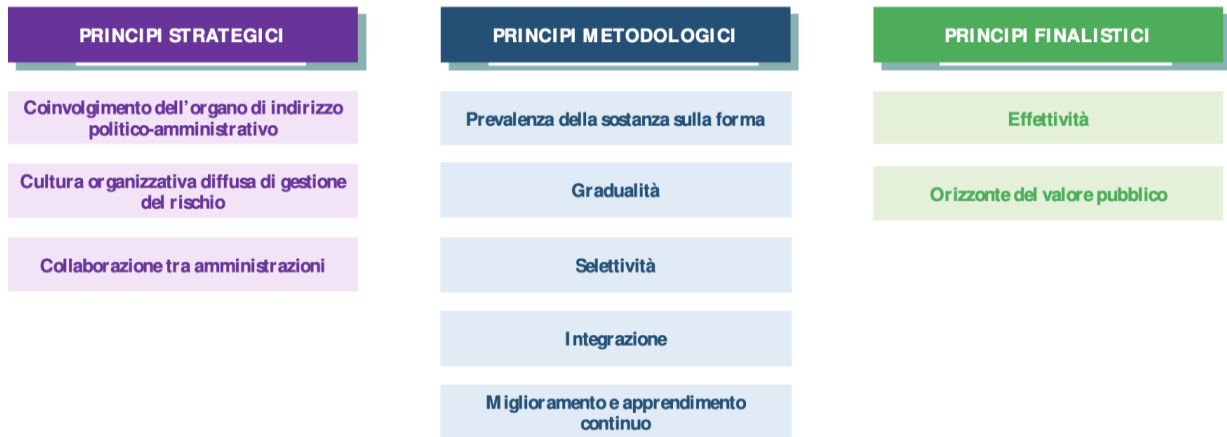 PRINCIPI STRATEGICI
Coinvolgimento dell'organo di indirizzo
politico-amministrativo
Cultura organizzativa diffusa di gestione
del rischio
Collaborazione tra amministrazioni
PRINCIPI METODOLOGICI
Prevalenza della sostanza sulla forma
Gradualità
Selettività
Integrazione
Miglioramento e apprendimento
continuo
PRINCIPI FINALISTICI
Effettività
Orizzonte del valore pubblico